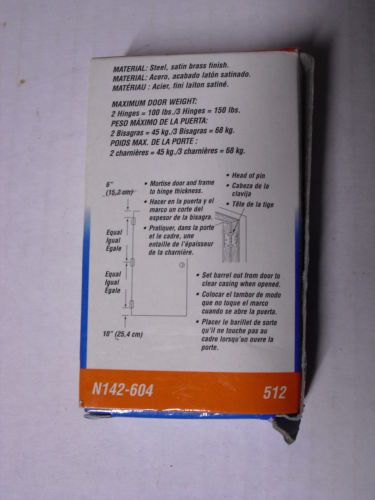 MATERIAL: Steel, satin brass finish.
MATERIAL: Acero, acabado latón satinado.
MATÉRIAU : Acier, fini laiton satiné.
MAXIMUM DOOR WEIGHT:
2 Hinges = 100 lbs./3 Hinges = 150 lbs.
PESO MÁXIMO DE LA PUERTA:
2 Bisagras = 45 kg./3 Bisagras = 68 kg.
POIDS MAX. DE LA PORTE :
2 charnières = 45 kg./3 charnières = 68 kg.
6"
(15,2 cm)
• Mortise door and frame
to hinge thickness.
• Hacer en la puerta y el
marco un corte del
espesor de la bisagra.
• Pratiquer, dans la porte
et le cadre, une
entaille de l'épaisseur
de la charnière.
• Head of pin
• Cabeza de la
clavija
• Tête de la tige
Equal
Igual
Égale
Equal
Igual
Égale
10" (25,4 cm)
• Set barrel out from door to
clear casing when opened.
• Colocar el tambor de modo
que no toque el marco
cuando se abre la puerta.
• Placer le barillet de sorte
qu'il ne touche pas au
cadre lorsqu'on ouvre la
porte.
N142-604
512